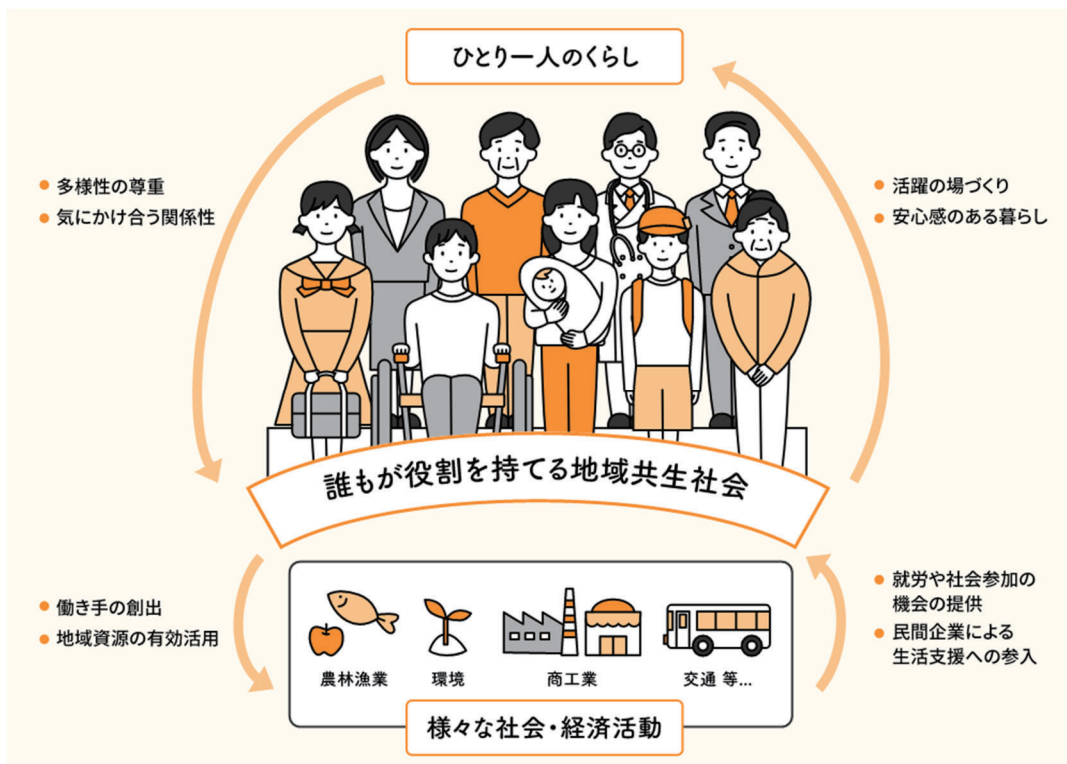 ひとり一人のくらし
● 多様性の尊重
● 気にかけ合う関係性
● 活躍の場づくり
● 安心感のある暮らし
誰もが役割を持てる地域共生社会
● 働き手の創出
● 地域資源の有効活用
● 就労や社会参加の
機会の提供
● 民間企業による
生活支援への参入
農林漁業
環境
商工業
交通 等...
様々な社会・経済活動